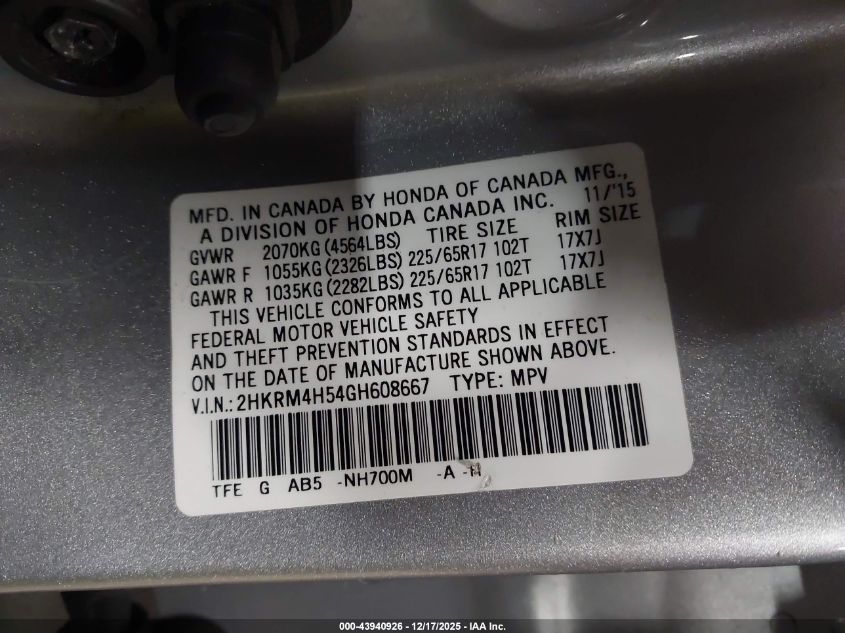 MFD. IN CANADA BY HONDA OF CANADA MFG.,
A DIVISION OF HONDA CANADA INC. 11/'15
GVWR 2070KG(4564LBS) TIRE SIZE RIM SIZE
GAWR F 1055KG(2326LBS) 225/65R17 102T 17X7J
GAWR R 1035KG(2282LBS) 225/65R17 102T 17X7J
THIS VEHICLE CONFORMS TO ALL APPLICABLE
FEDERAL MOTOR VEHICLE SAFETY
AND THEFT PREVENTION STANDARDS IN EFFECT
ON THE DATE OF MANUFACTURE SHOWN ABOVE.
V.I.N.: 2HKRM4H54GH608667 TYPE: MPV
TFE G AB5 -NH700M -A -H
000-43940926 - 12/17/2025 - IAA Inc.